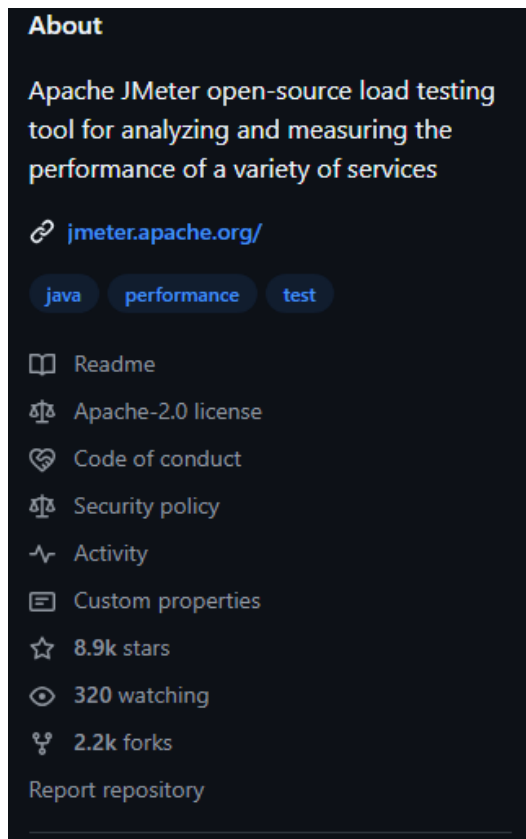 About
Apache JMeter open-source load testing
tool for analyzing and measuring the
performance of a variety of services
jmeter.apache.org/
java performance test
Readme
Apache-2.0 license
Code of conduct
Security policy
Activity
Custom properties
8.9k stars
320 watching
2.2k forks
Report repository